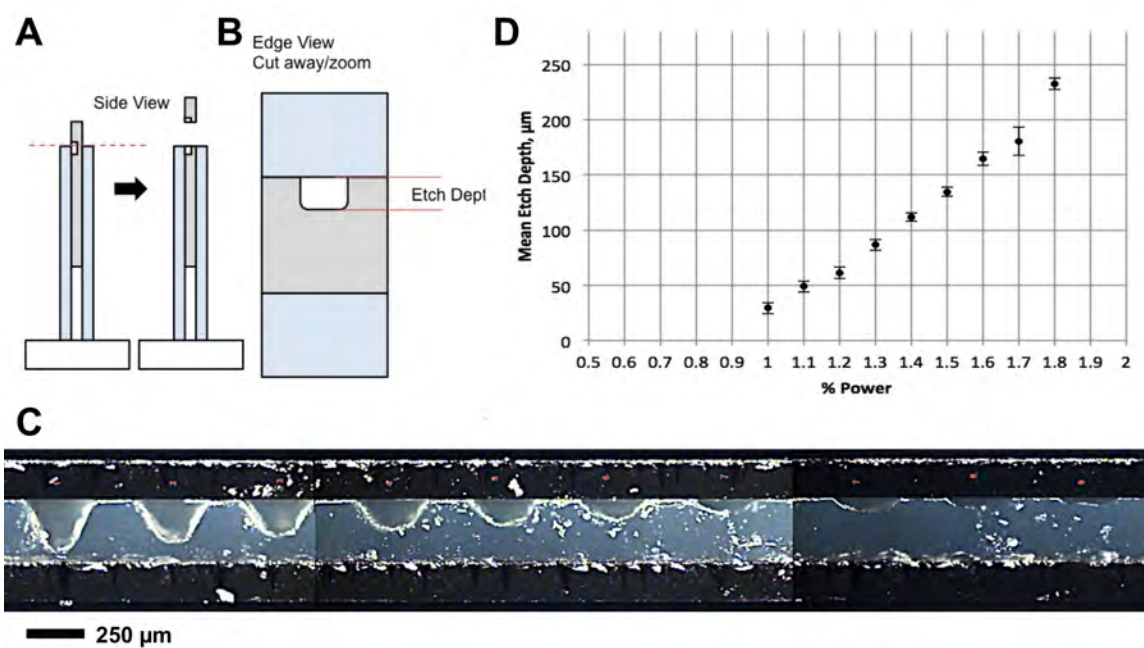 A
B
Edge View
Cut away/zoom
Side View
Etch Dept
D
Mean Etch Depth, µm
250
200
150
100
50
0
0.5 0.6 0.7 0.8 0.9 1 1.1 1.2 1.3 1.4 1.5 1.6 1.7 1.8 1.9 2
% Power
C
250 µm